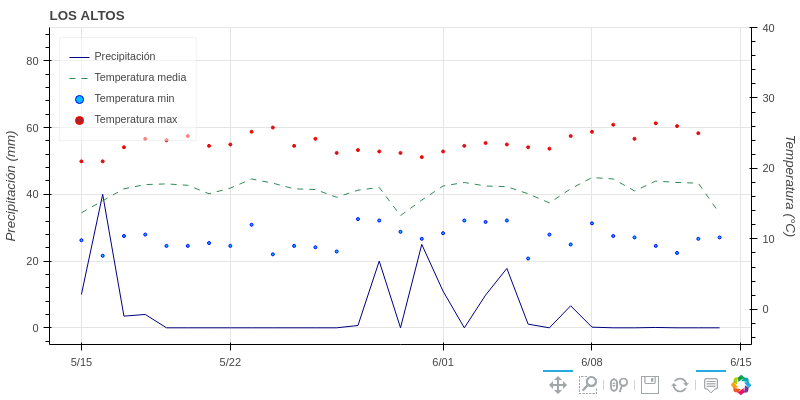 LOS ALTOS
Precipitación
Temperatura media
Temperatura min
Temperatura max
Precipitación (mm)
80
60
40
20
0
40
30
20
10
0
Temperatura (°C)
5/15
5/22
6/01
6/08
6/15